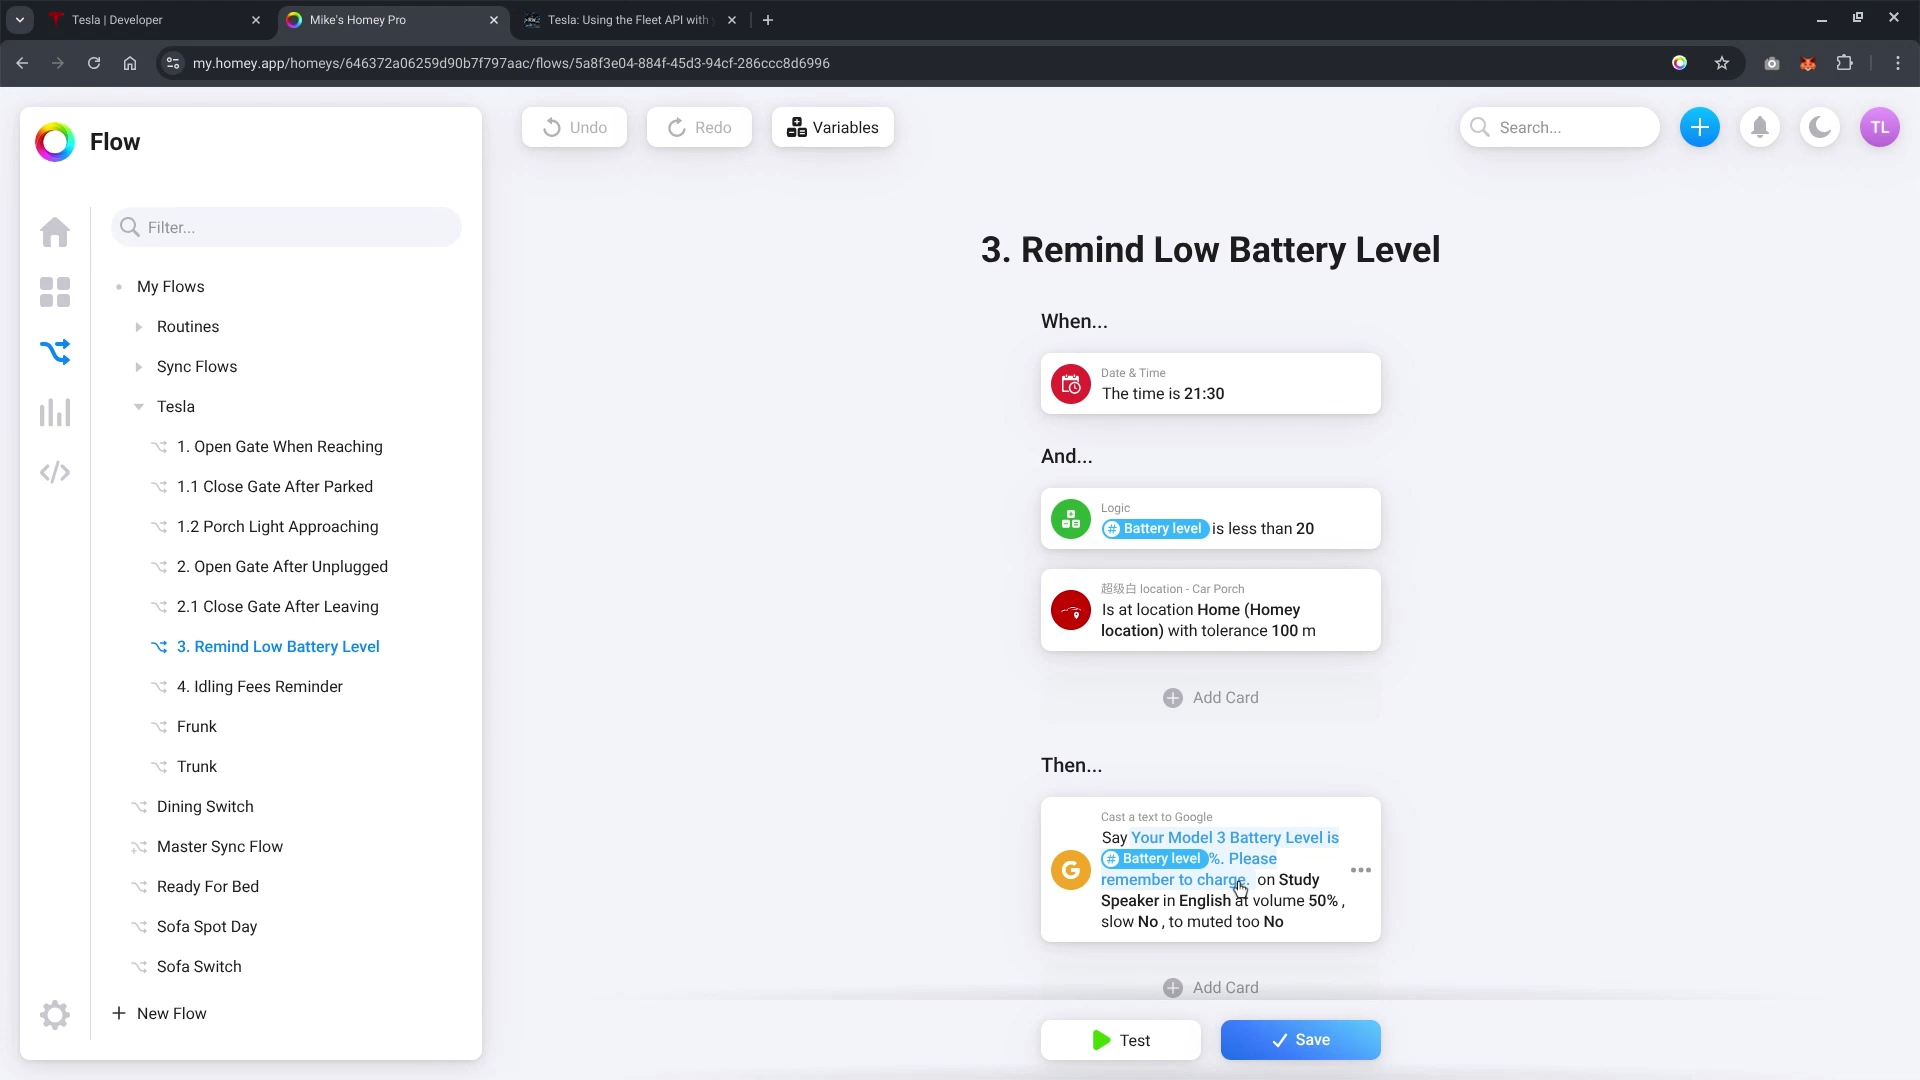 Tesla | Developer
Mike's Homey Pro
Tesla: Using the Fleet API with
my.homey.app/homeys/646372a06259d90b7f797aac/flows/5a8f3e04-884f-45d3-94cf-286ccc8d6996
Flow
Undo
Redo
Variables
Search...
TL
Filter...
My Flows
Routines
Sync Flows
Tesla
1. Open Gate When Reaching
1.1 Close Gate After Parked
1.2 Porch Light Approaching
2. Open Gate After Unplugged
2.1 Close Gate After Leaving
3. Remind Low Battery Level
4. Idling Fees Reminder
Frunk
Trunk
Dining Switch
Master Sync Flow
Ready For Bed
Sofa Spot Day
Sofa Switch
+ New Flow
3. Remind Low Battery Level
When...
Date & Time
The time is 21:30
And...
Logic
# Battery level is less than 20
超级白 location - Car Porch
Is at location Home (Homey
location) with tolerance 100 m
Add Card
Then...
Cast a text to Google
Say Your Model 3 Battery Level is
# Battery level %. Please
remember to charge. on Study
Speaker in English at volume 50% ,
slow No , to muted too No
Add Card
Test
Save